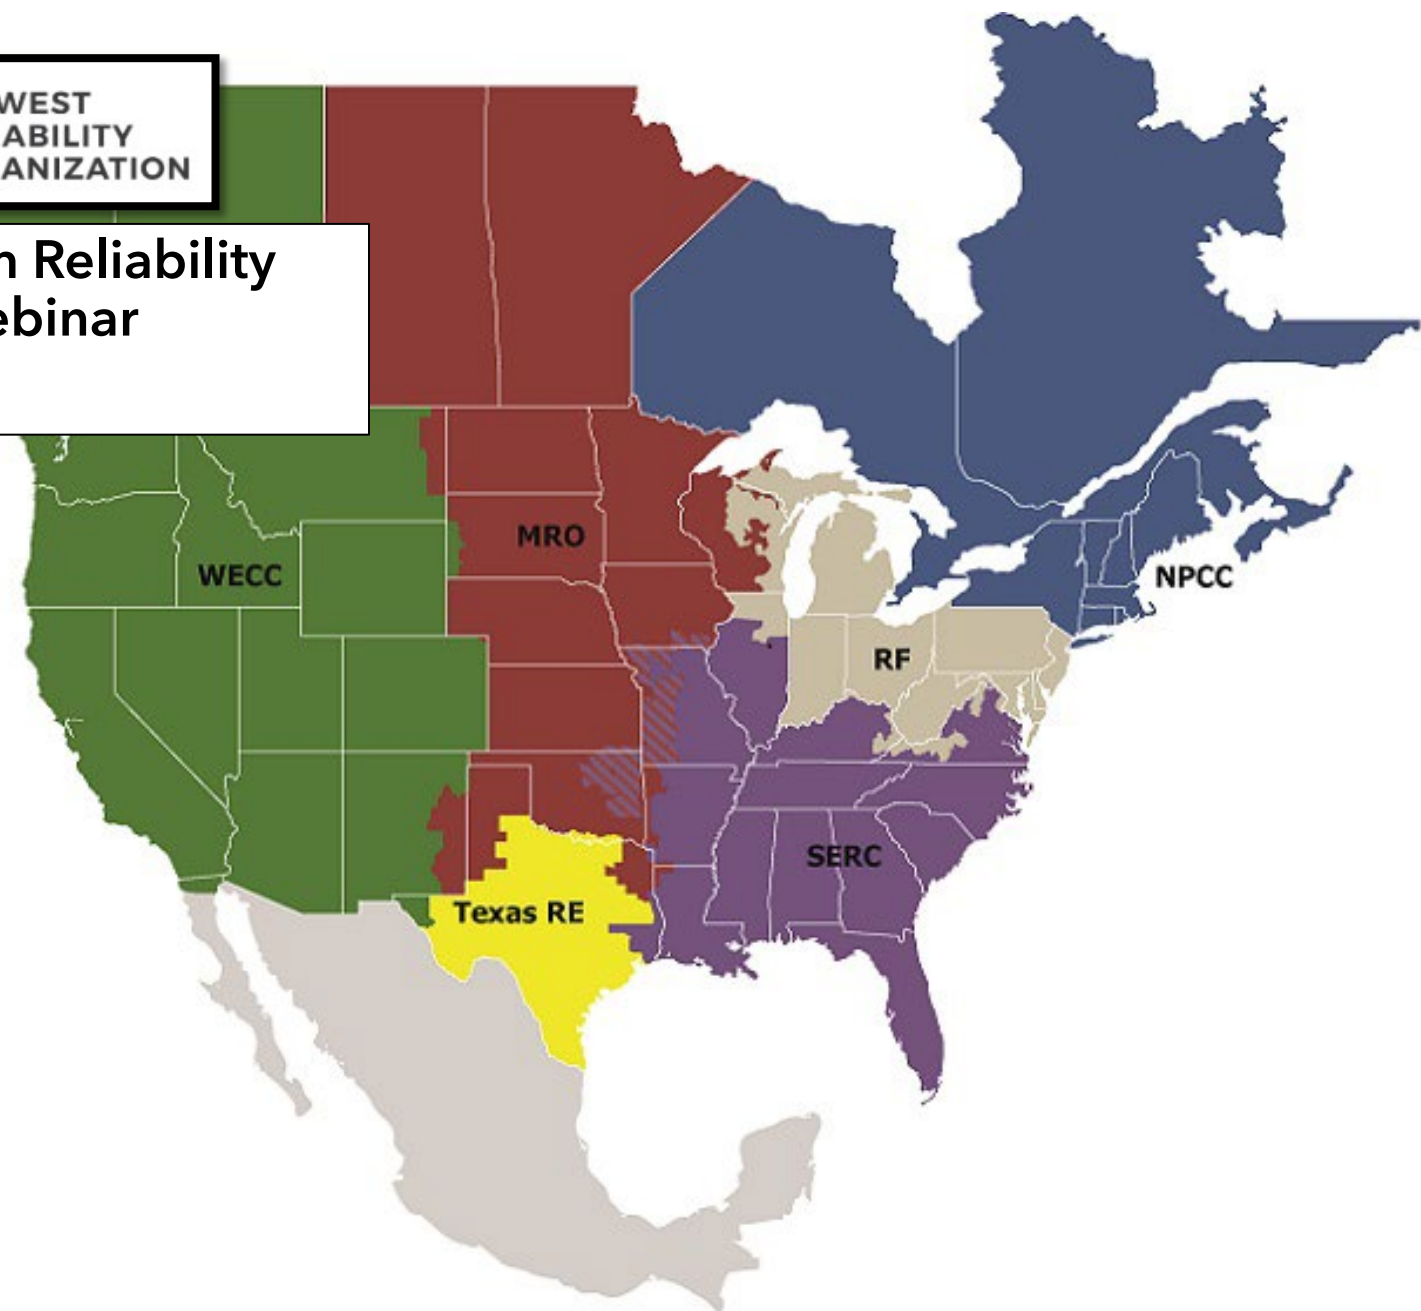 WEST
ABILITY
ANIZATION
n Reliability
ebinar
MRO
WECC
NPCC
RF
SERC
Texas RE